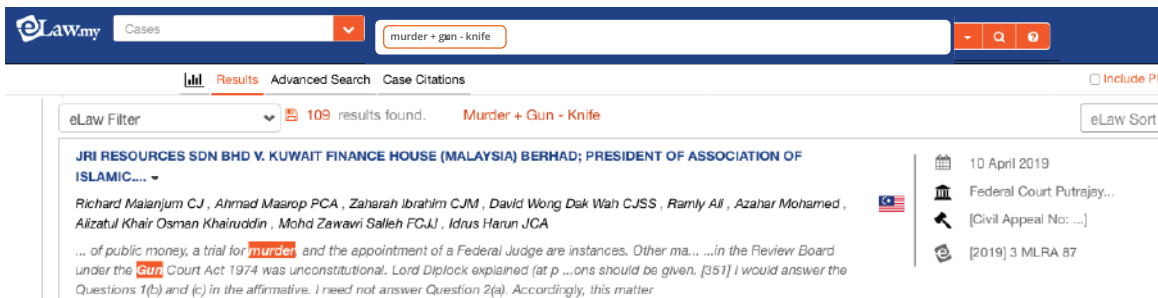 eLaw.my
Cases
murder + gun - knife
Results Advanced Search Case Citations
Include P
eLaw Filter
109 results found. Murder + Gun - Knife
eLaw Sort
JRI RESOURCES SDN BHD V. KUWAIT FINANCE HOUSE (MALAYSIA) BERHAD; PRESIDENT OF ASSOCIATION OF
ISLAMIC....
Richard Malanjum CJ , Ahmad Maarop PCA , Zaharah Ibrahim CJM , David Wong Dak Wah CJSS , Ramly Ali , Azahar Mohamed ,
Alizatul Khair Osman Khairuddin , Mohd Zawawi Salleh FCJJ , Idrus Harun JCA
... of public money, a trial for murder, and the appointment of a Federal Judge are instances. Other ma... ...in the Review Board
under the Gun Court Act 1974 was unconstitutional. Lord Diplock explained (at p ...ons should be given. [351] I would answer the
Questions 1(b) and (c) in the affirmative. I need not answer Question 2(a). Accordingly, this matter
10 April 2019
Federal Court Putrajay...
[Civil Appeal No: ...]
[2019] 3 MLRA 87